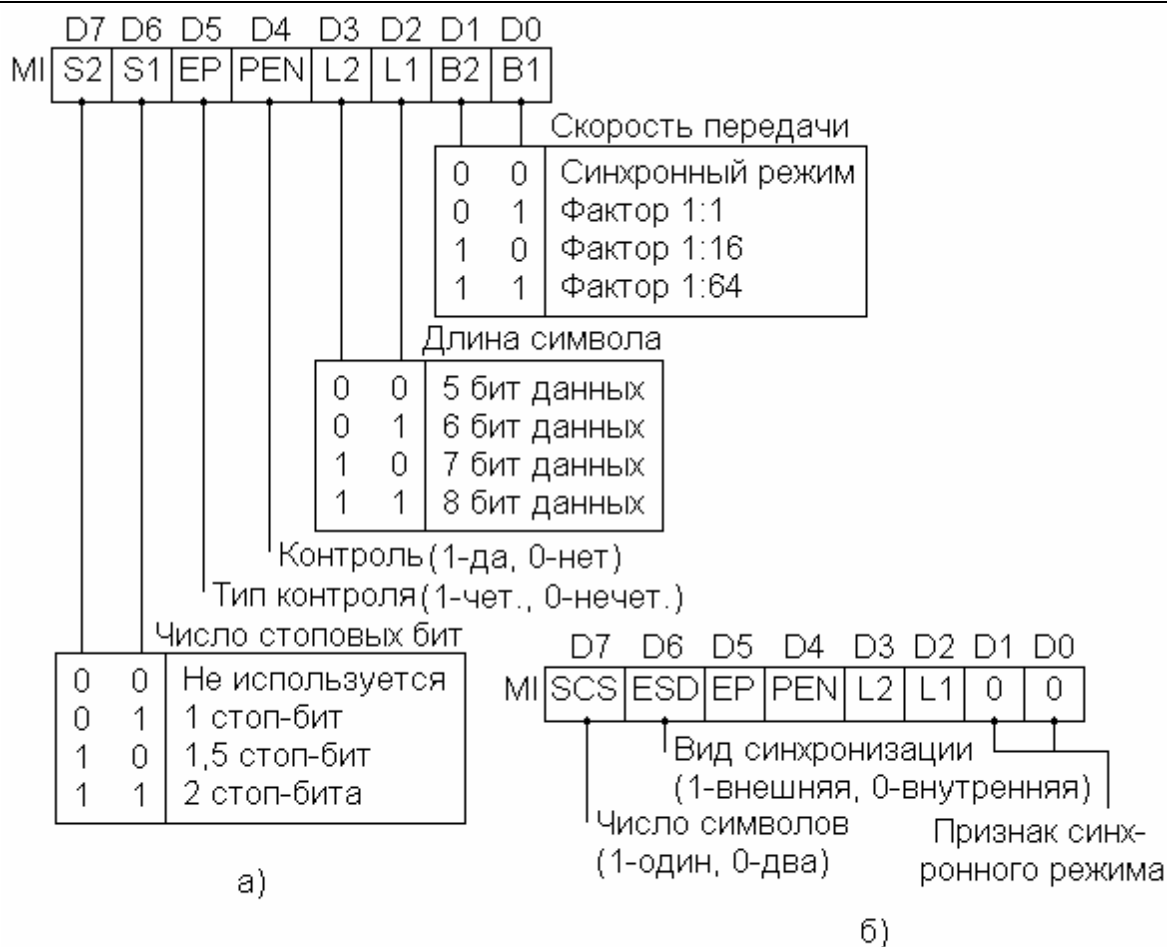 D7 D6 D5 D4 D3 D2 D1 D0
MI S2 S1 EP PEN L2 L1 B2 B1
Скорость передачи
0 0 Синхронный режим
0 1 Фактор 1:1
1 0 Фактор 1:16
1 1 Фактор 1:64
Длина символа
0 0 5 бит данных
0 1 6 бит данных
1 0 7 бит данных
1 1 8 бит данных
Контроль(1-да, 0-нет)
Тип контроля(1-чет., 0-нечет.)
Число стоповых бит
0 0 Не используется
0 1 1 стоп-бит
1 0 1,5 стоп-бит
1 1 2 стоп-бита
а)
D7 D6 D5 D4 D3 D2 D1 D0
MI SCS ESD EP PEN L2 L1 0 0
Вид синхронизации
(1-внешняя, 0-внутренняя)
Число символов
(1-один, 0-два)
Признак синх-
ронного режима
б)